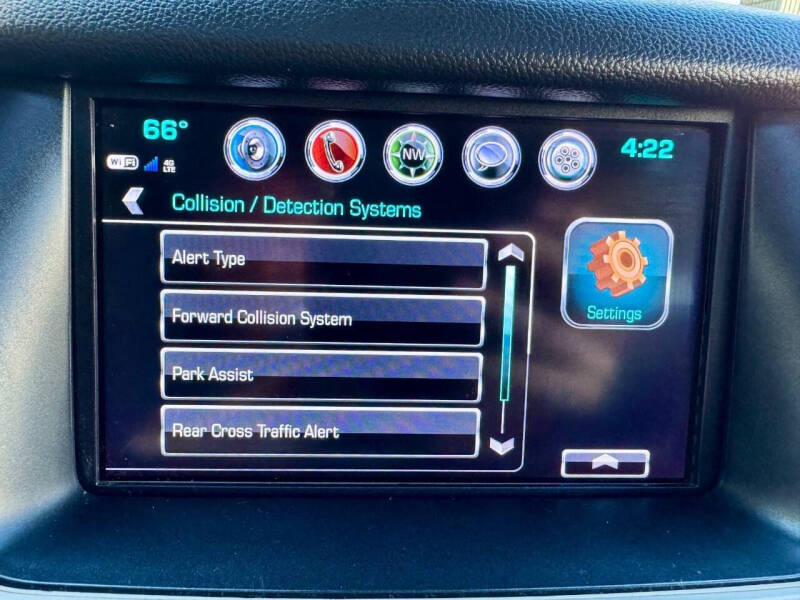 66°
4:22
NW
WiFi
4G
LTE
Collision / Detection Systems
Alert Type
Forward Collision System
Park Assist
Rear Cross Traffic Alert
Settings